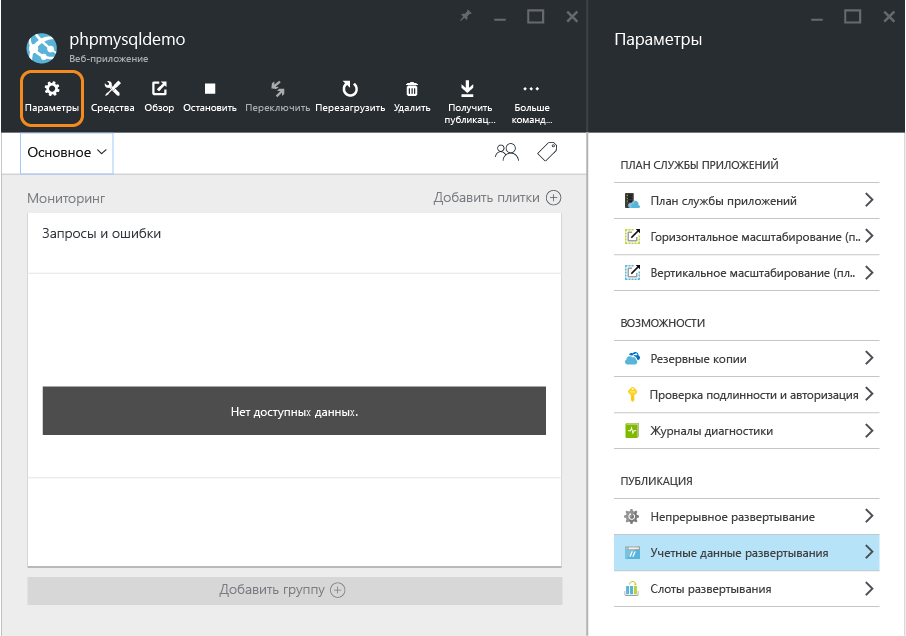 phpmysqldemo
Веб-приложение
Параметры
Средства
Обзор
Остановить
Переключить
Перезагрузить
Удалить
Получить
публикац...
Больше
команд...
Основное
Мониторинг
Добавить плитки
Запросы и ошибки
Нет доступных данных.
Добавить группу
Параметры
ПЛАН СЛУЖБЫ ПРИЛОЖЕНИЙ
План службы приложений
Горизонтальное масштабирование (п..
Вертикальное масштабирование (пл..
ВОЗМОЖНОСТИ
Резервные копии
Проверка подлинности и авторизация
Журналы диагностики
ПУБЛИКАЦИЯ
Непрерывное развертывание
Учетные данные развертывания
Слоты развертывания